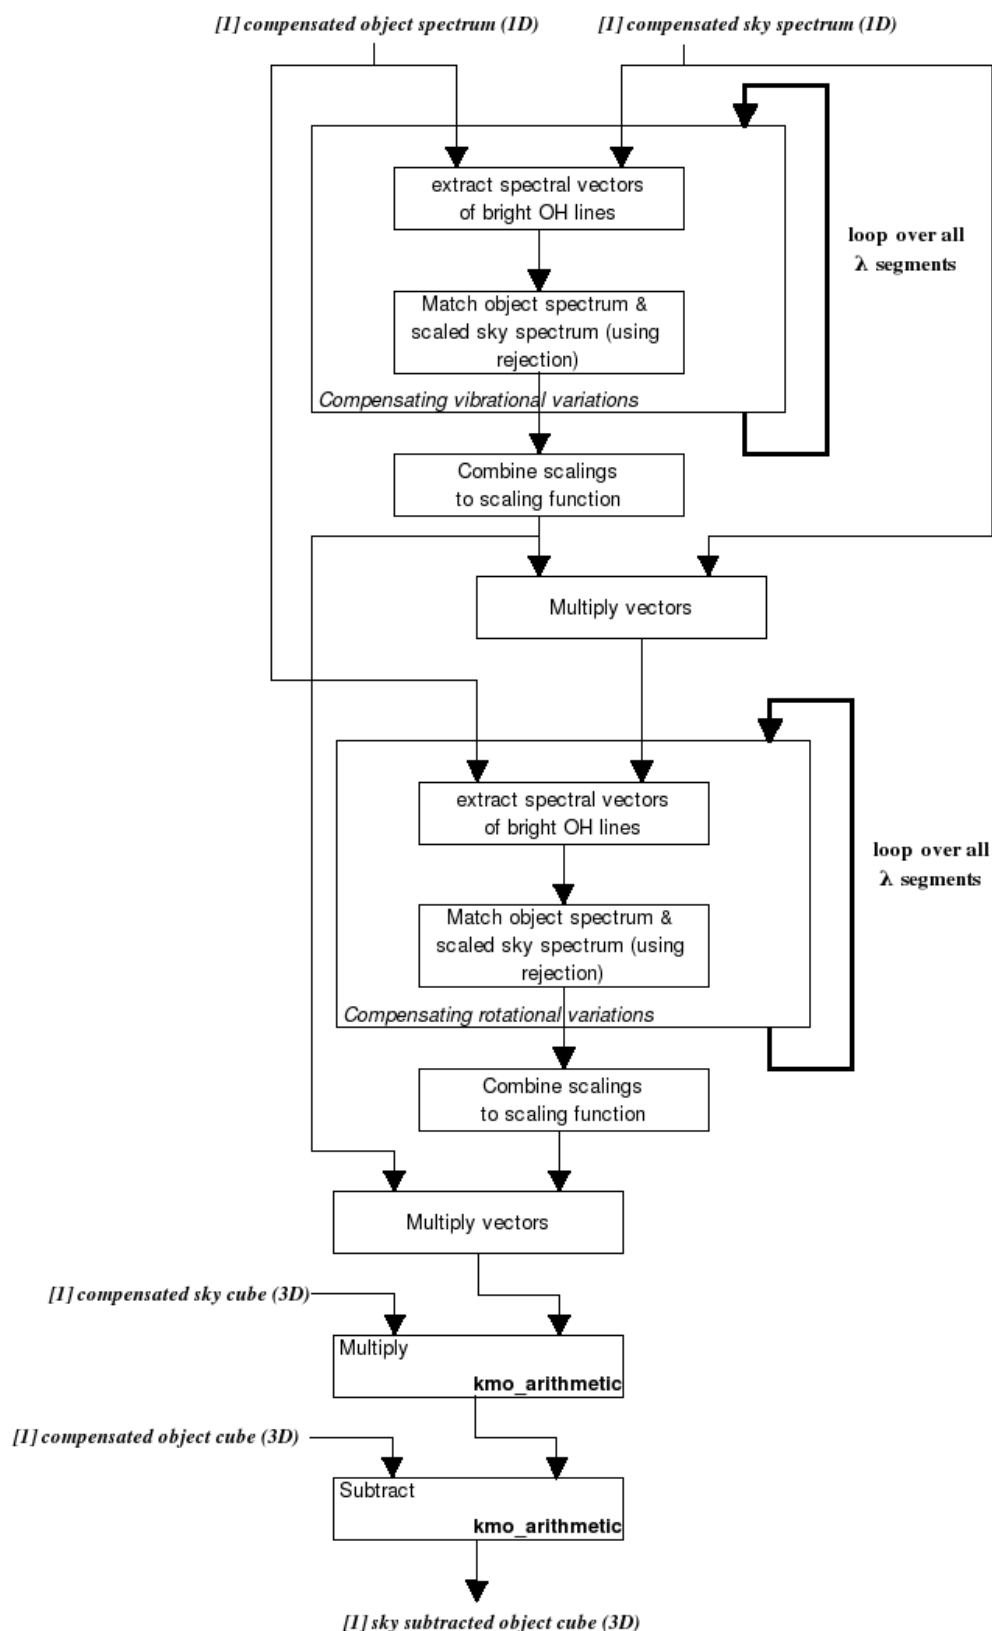 [1] compensated object spectrum (1D)
[1] compensated sky spectrum (1D)
extract spectral vectors
of bright OH lines
loop over all
λ segments
Match object spectrum &
scaled sky spectrum (using
rejection)
Compensating vibrational variations
Combine scalings
to scaling function
Multiply vectors
extract spectral vectors
of bright OH lines
loop over all
λ segments
Match object spectrum &
scaled sky spectrum (using
rejection)
Compensating rotational variations
Combine scalings
to scaling function
Multiply vectors
[1] compensated sky cube (3D)
Multiply
kmo_arithmetic
[1] compensated object cube (3D)
Subtract
kmo_arithmetic
[1] sky subtracted object cube (3D)